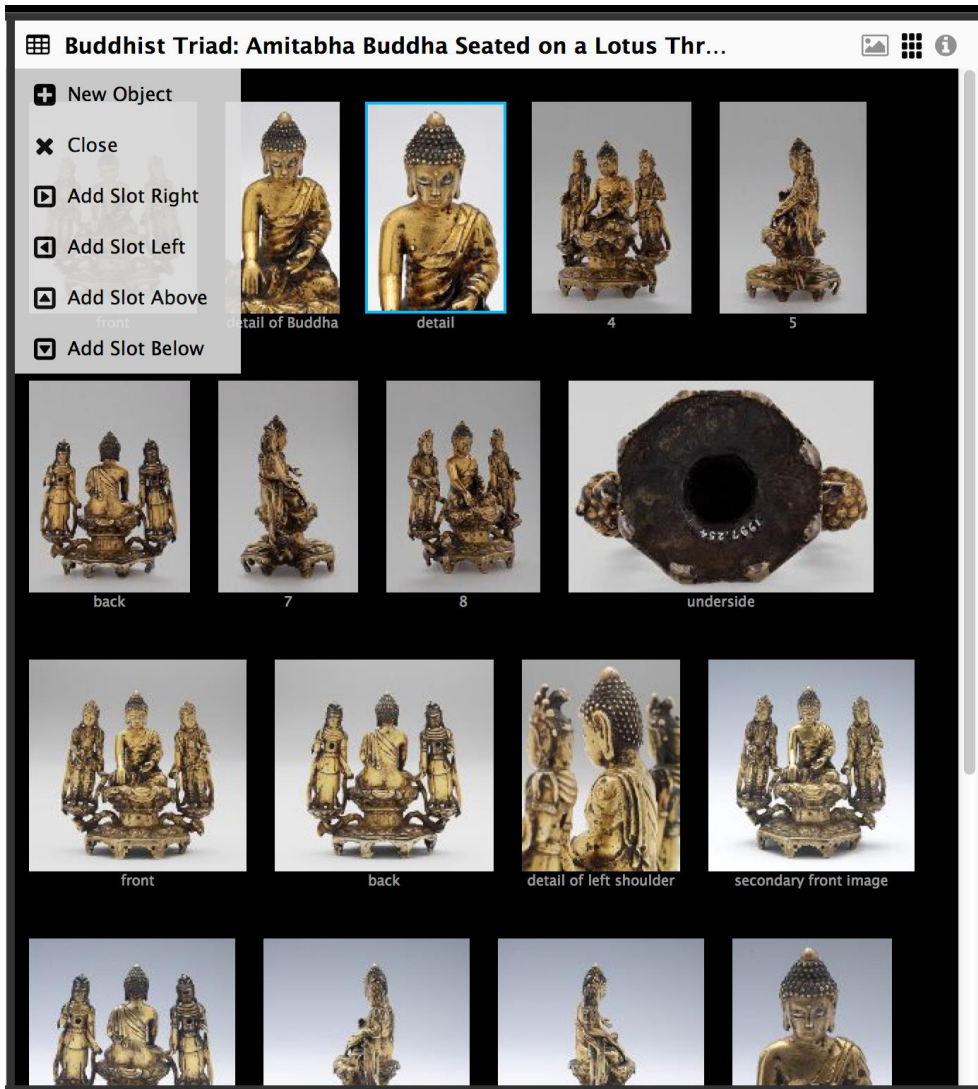 Buddhist Triad: Amitabha Buddha Seated on a Lotus Thr...
New Object
Close
Add Slot Right
Add Slot Left
Add Slot Above
Add Slot Below
front
detail of Buddha
detail
4
5
back
7
8
1997.254
underside
front
back
detail of left shoulder
secondary front image